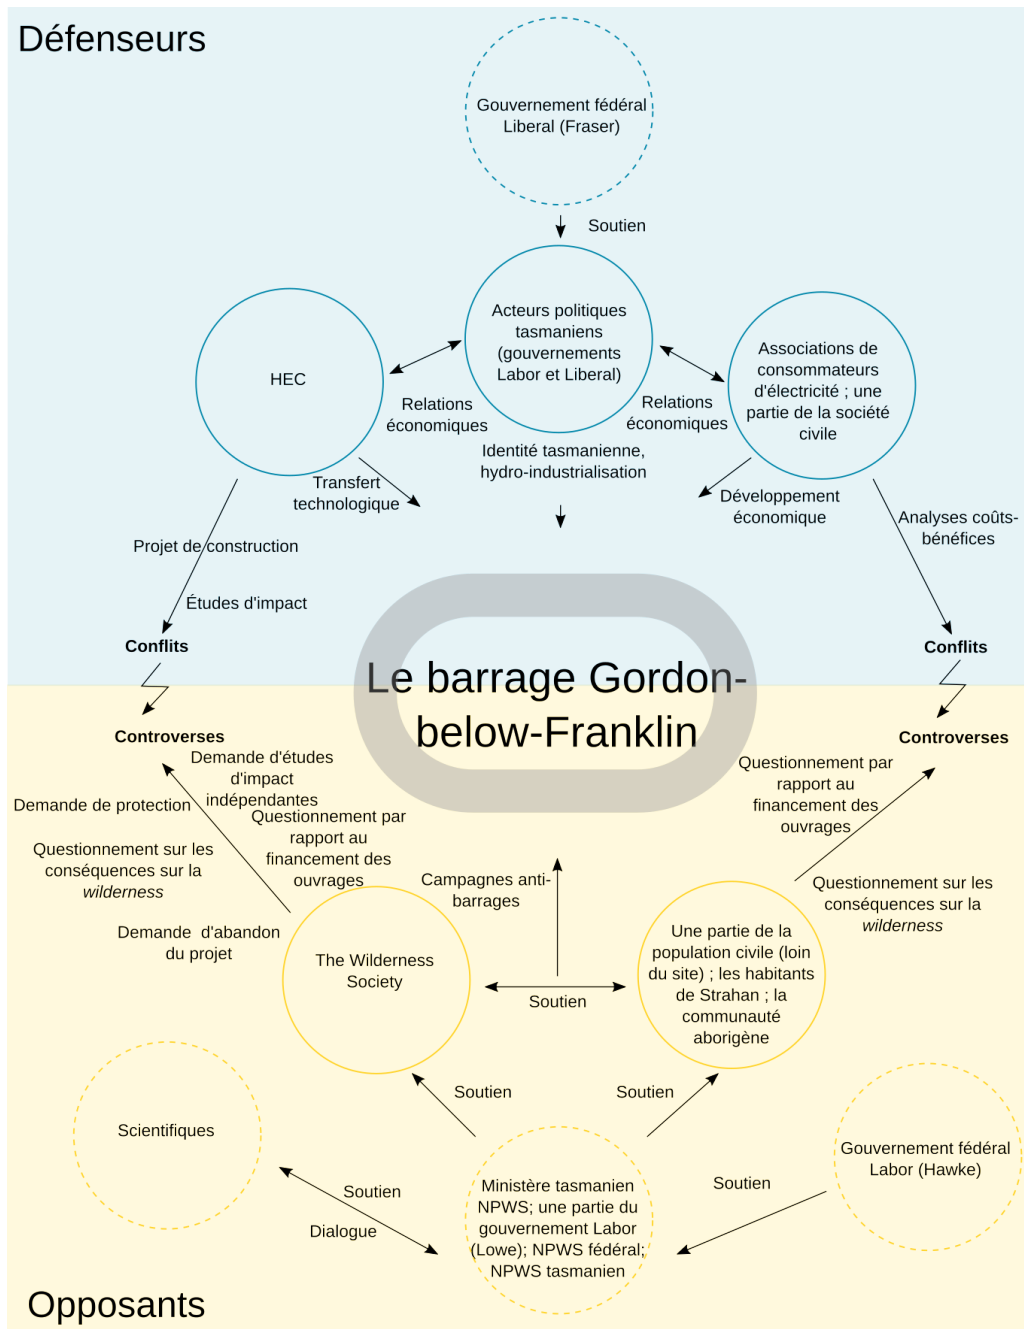 Défenseurs
Gouvernement fédéral
Liberal (Fraser)
Soutien
Acteurs politiques
tasmaniens
(gouvernements
Labor et Liberal)
HEC
Associations de
consommateurs
d'électricité ; une
partie de la société
civile
Relations
économiques
Relations
économiques
Identité tasmanienne,
hydro-industrialisation
Transfert
technologique
Développement
économique
Analyses coûts-
bénéfices
Projet de construction
Études d'impact
Conflits
Conflits
Le barrage Gordon-
below-Franklin
Controverses
Controverses
Demande d'études
d'impact
indépendantes
Demande de protection
Questionnement par
rapport au
financement des
ouvrages
Questionnement sur les
conséquences sur la
wilderness
Demande  d'abandon
du projet
Questionnement par
rapport au
financement des
ouvrages
Questionnement sur les
conséquences sur la
wilderness
Campagnes anti-
barrages
The Wilderness
Society
Soutien
Une partie de la
population civile (loin
du site) ; les habitants
de Strahan ; la
communauté
aborigène
Soutien
Soutien
Scientifiques
Soutien
Dialogue
Ministère tasmanien
NPWS; une partie du
gouvernement Labor
(Lowe); NPWS fédéral;
NPWS tasmanien
Soutien
Gouvernement fédéral
Labor (Hawke)
Opposants